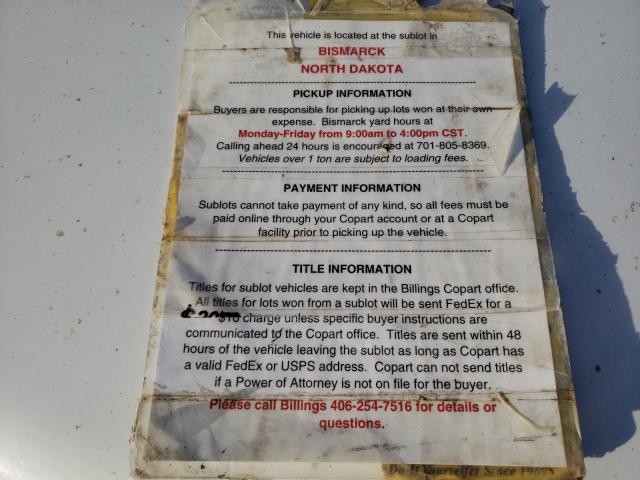 This vehicle is located at the sublot in
BISMARCK
NORTH DAKOTA
PICKUP INFORMATION
Buyers are responsible for picking up lots won at their own
expense. Bismarck yard hours at
Monday-Friday from 9:00am to 4:00pm CST.
Calling ahead 24 hours is encouraged at 701-805-8369.
Vehicles over 1 ton are subject to loading fees.
PAYMENT INFORMATION
Sublots cannot take payment of any kind, so all fees must be
paid online through your Copart account or at a Copart
facility prior to picking up the vehicle.
TITLE INFORMATION
Titles for sublot vehicles are kept in the Billings Copart office.
All titles for lots won from a sublot will be sent FedEx for a
$10 charge unless specific buyer instructions are
communicated to the Copart office. Titles are sent within 48
hours of the vehicle leaving the sublot as long as Copart has
a valid FedEx or USPS address. Copart can not send titles
if a Power of Attorney is not on file for the buyer.
Please call Billings 406-254-7516 for details or
questions.
Do-It-Yourselfer Since